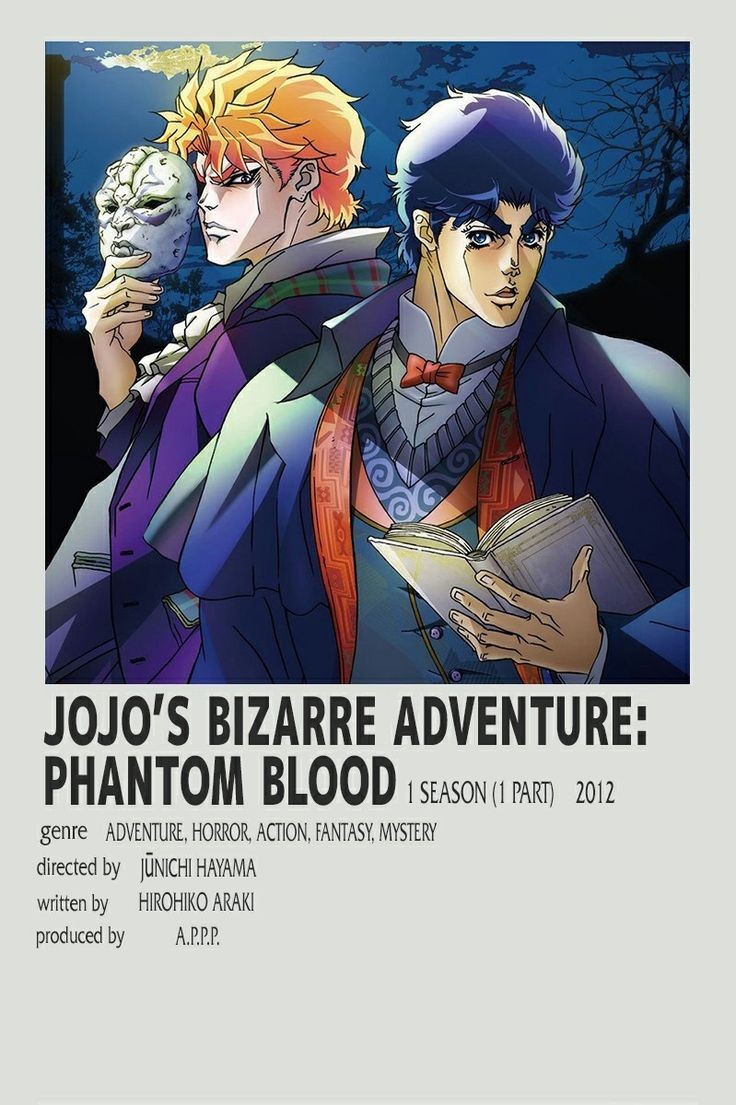 JOJO'S BIZARRE ADVENTURE:
PHANTOM BLOOD 1 SEASON (1 PART) 2012
genre ADVENTURE, HORROR, ACTION, FANTASY, MYSTERY
directed by JŪNICHI HAYAMA
written by HIROHIKO ARAKI
produced by A.P.P.P.